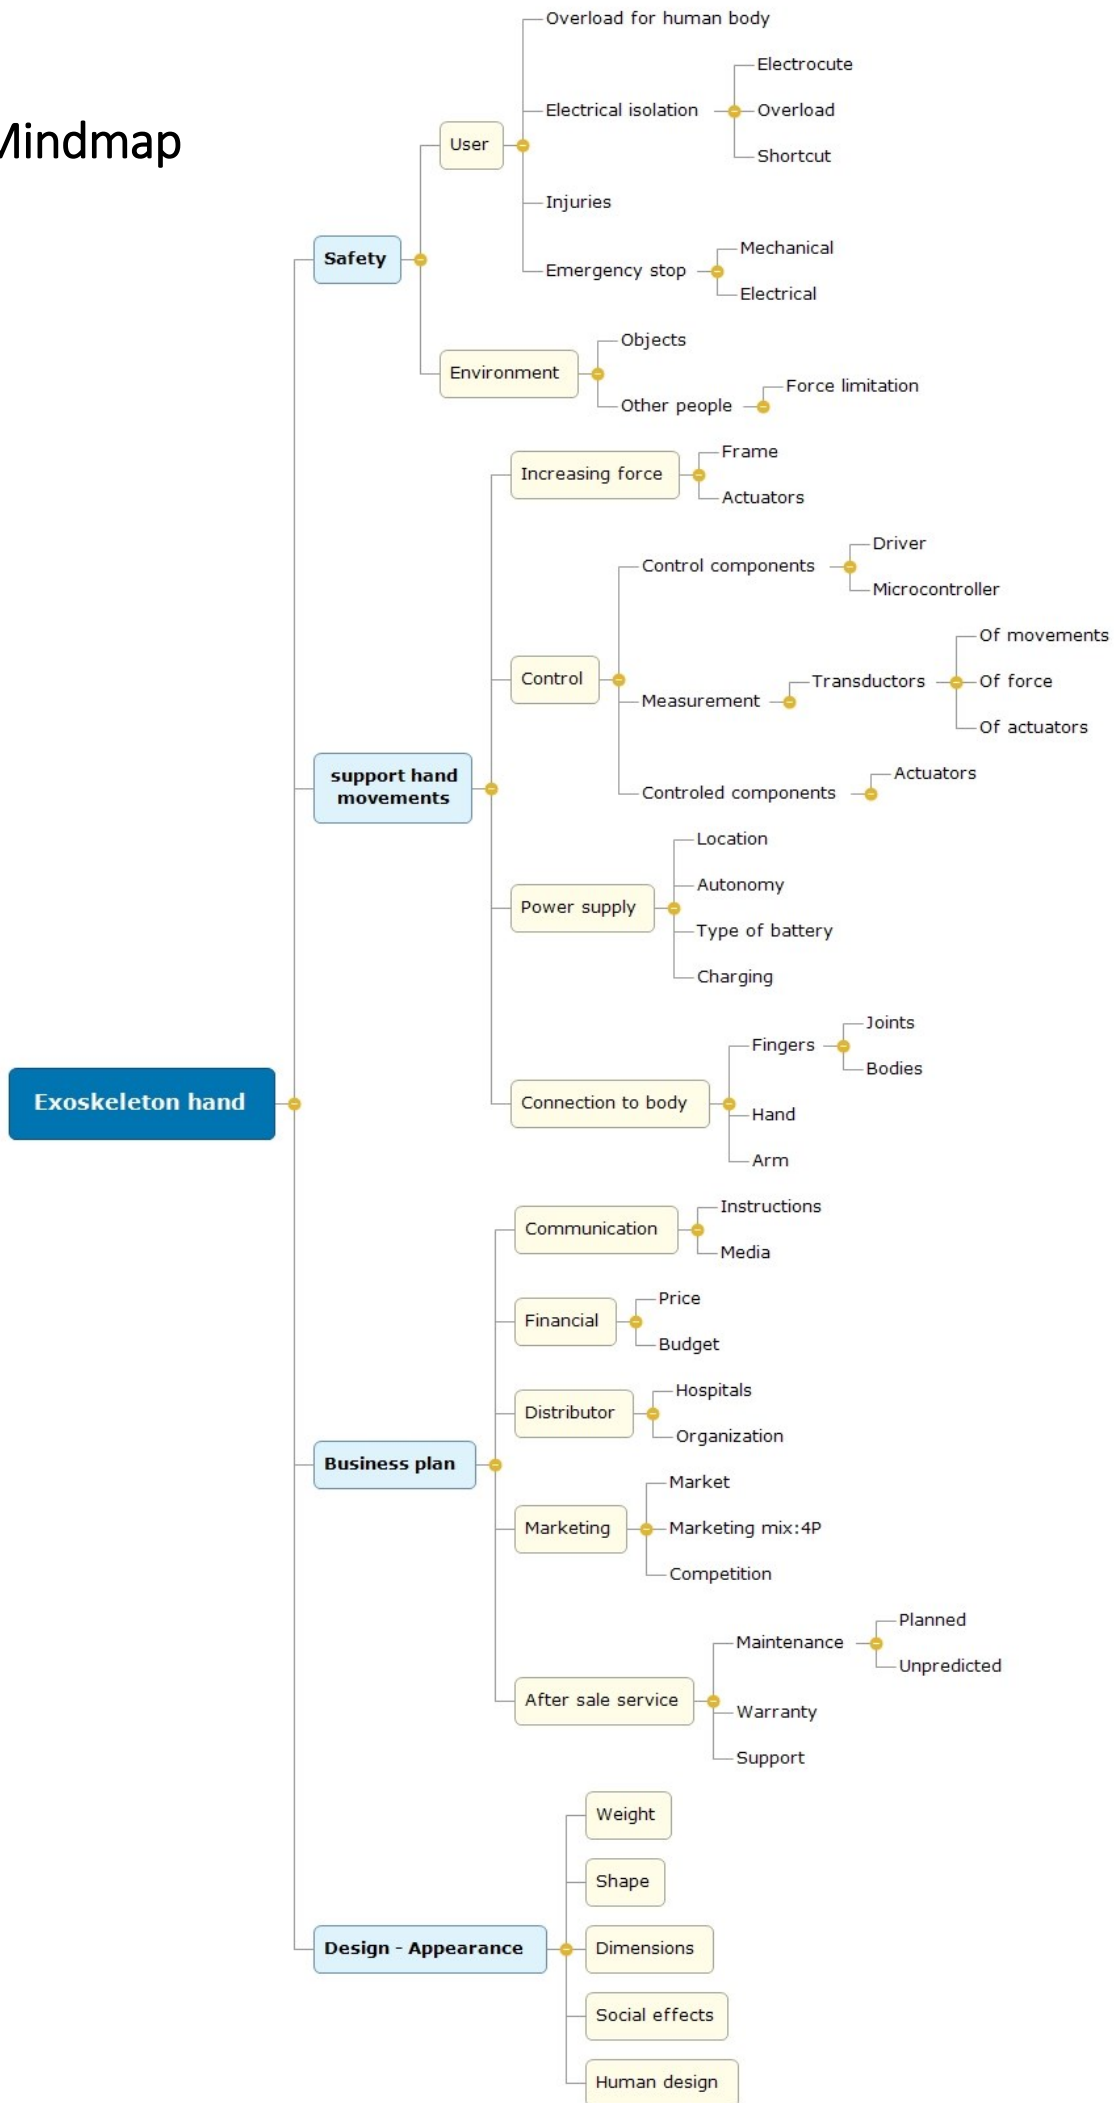 Mindmap
Exoskeleton hand
Safety
User
Overload for human body
Electrical isolation
Electrocute
Overload
Shortcut
Injuries
Emergency stop
Mechanical
Electrical
Environment
Objects
Other people
Force limitation
support hand
movements
Increasing force
Frame
Actuators
Control
Control components
Driver
Microcontroller
Measurement
Transductors
Of movements
Of force
Of actuators
Controled components
Actuators
Power supply
Location
Autonomy
Type of battery
Charging
Connection to body
Fingers
Joints
Bodies
Hand
Arm
Business plan
Communication
Instructions
Media
Financial
Price
Budget
Distributor
Hospitals
Organization
Marketing
Market
Marketing mix:4P
Competition
After sale service
Maintenance
Planned
Unpredicted
Warranty
Support
Design - Appearance
Weight
Shape
Dimensions
Social effects
Human design